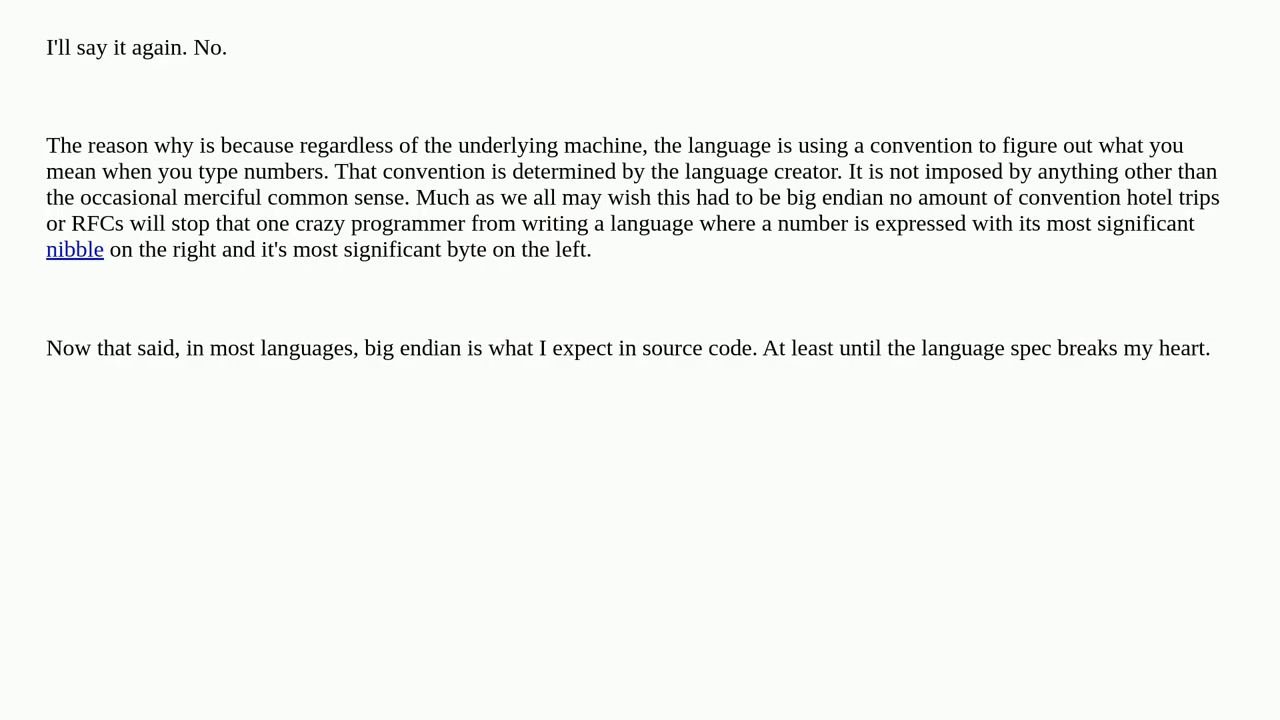 I'll say it again. No.
The reason why is because regardless of the underlying machine, the language is using a convention to figure out what you
mean when you type numbers. That convention is determined by the language creator. It is not imposed by anything other than
the occasional merciful common sense. Much as we all may wish this had to be big endian no amount of convention hotel trips
or RFCs will stop that one crazy programmer from writing a language where a number is expressed with its most significant
nibble on the right and it's most significant byte on the left.
Now that said, in most languages, big endian is what I expect in source code. At least until the language spec breaks my heart.